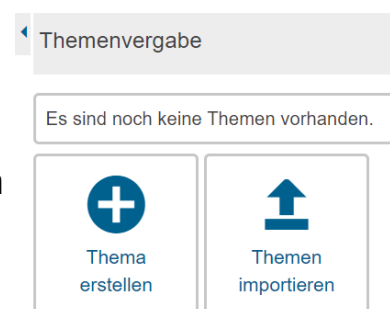 Themenvergabe
Es sind noch keine Themen vorhanden.
Thema
erstellen
Themen
importieren